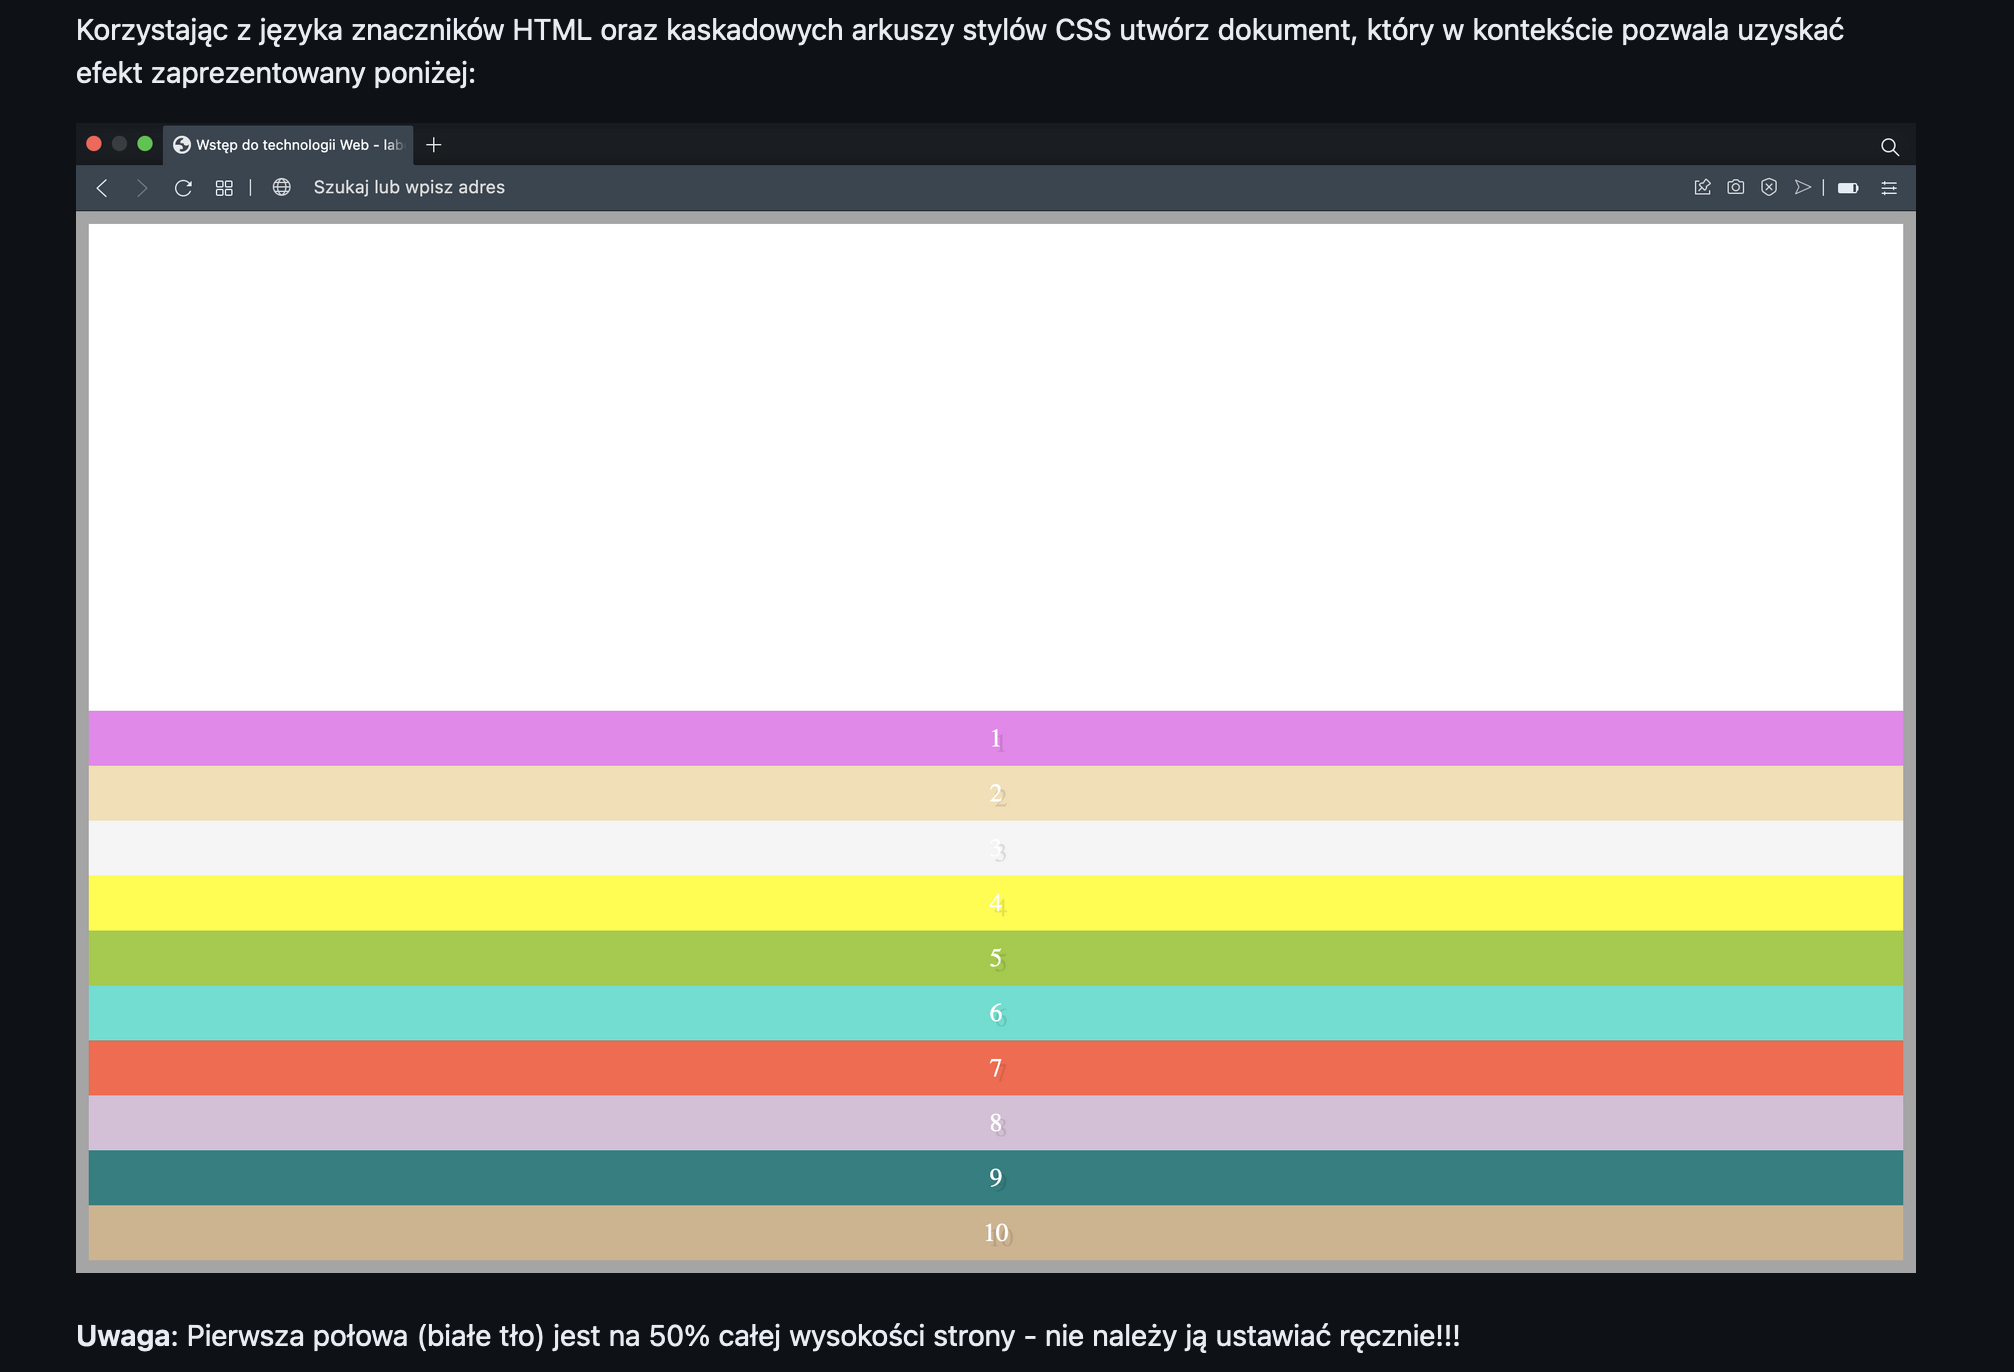 Korzystając z języka znaczników HTML oraz kaskadowych arkuszy stylów CSS utwórz dokument, który w kontekście pozwala uzyskać
efekt zaprezentowany poniżej:
Wstęp do technologii Web - lab
Szukaj lub wpisz adres
1
2
3
4
5
6
7
8
9
10
Uwaga: Pierwsza połowa (białe tło) jest na 50% całej wysokości strony - nie należy ją ustawiać ręcznie!!!